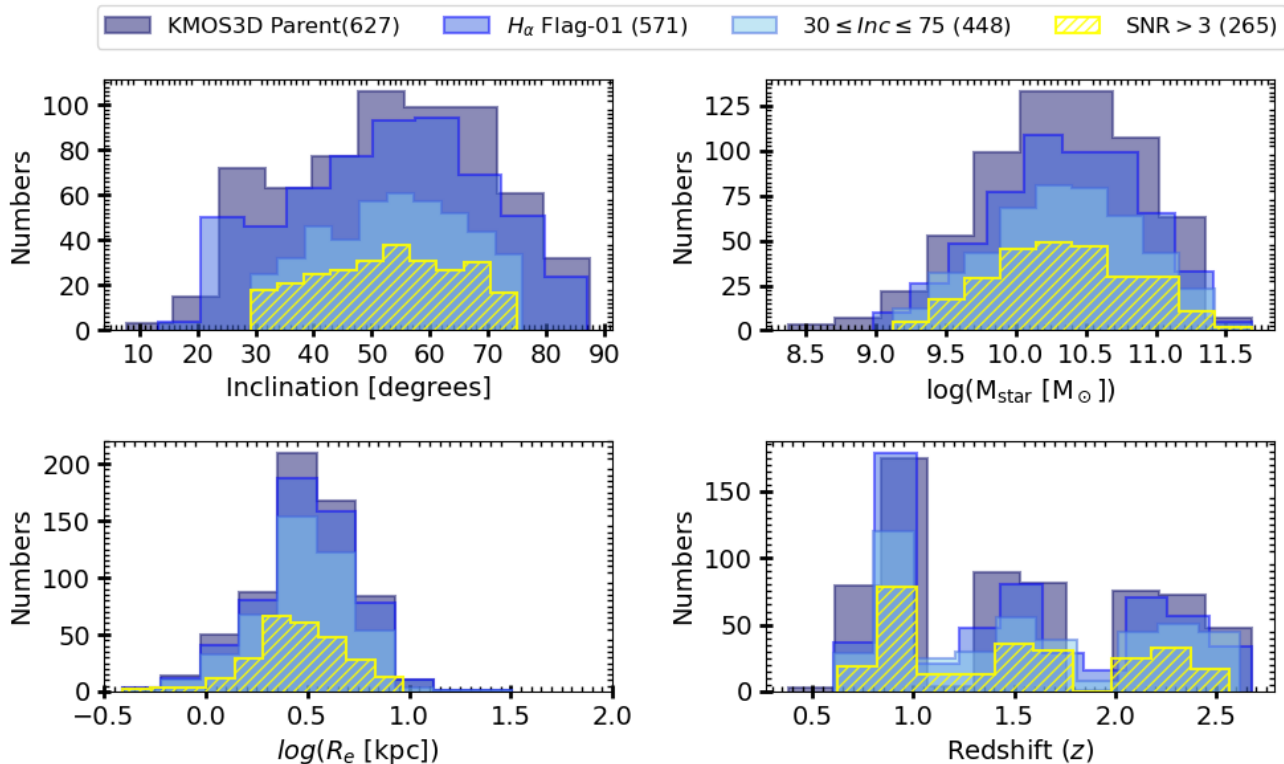 KMOS3D Parent(627) Hα Flag-01 (571) 30 ≤ Inc ≤ 75 (448) SNR > 3 (265)
Numbers
100
80
60
40
20
0
10 20 30 40 50 60 70 80 90
Inclination [degrees]
Numbers
125
100
75
50
25
0
8.5 9.0 9.5 10.0 10.5 11.0 11.5
log(Mstar [M⊙])
Numbers
200
150
100
50
0
−0.5 0.0 0.5 1.0 1.5 2.0
log(Re [kpc])
Numbers
150
100
50
0
0.5 1.0 1.5 2.0 2.5
Redshift (z)